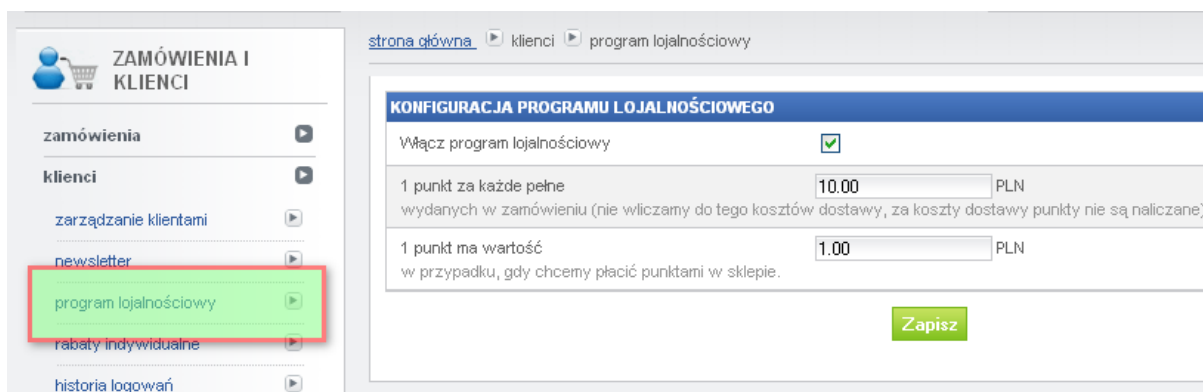 ZAMÓWIENIA I
KLIENCI
zamówienia
klienci
zarządzanie klientami
newsletter
program lojalnościowy
rabaty indywidualne
historia logowań
strona główna klienci program lojalnościowy
KONFIGURACJA PROGRAMU LOJALNOŚCIOWEGO
Włącz program lojalnościowy
1 punkt za każde pełne 10.00 PLN
wydanych w zamówieniu (nie wliczamy do tego kosztów dostawy, za koszty dostawy punkty nie są naliczane)
1 punkt ma wartość 1.00 PLN
w przypadku, gdy chcemy płacić punktami w sklepie.
Zapisz